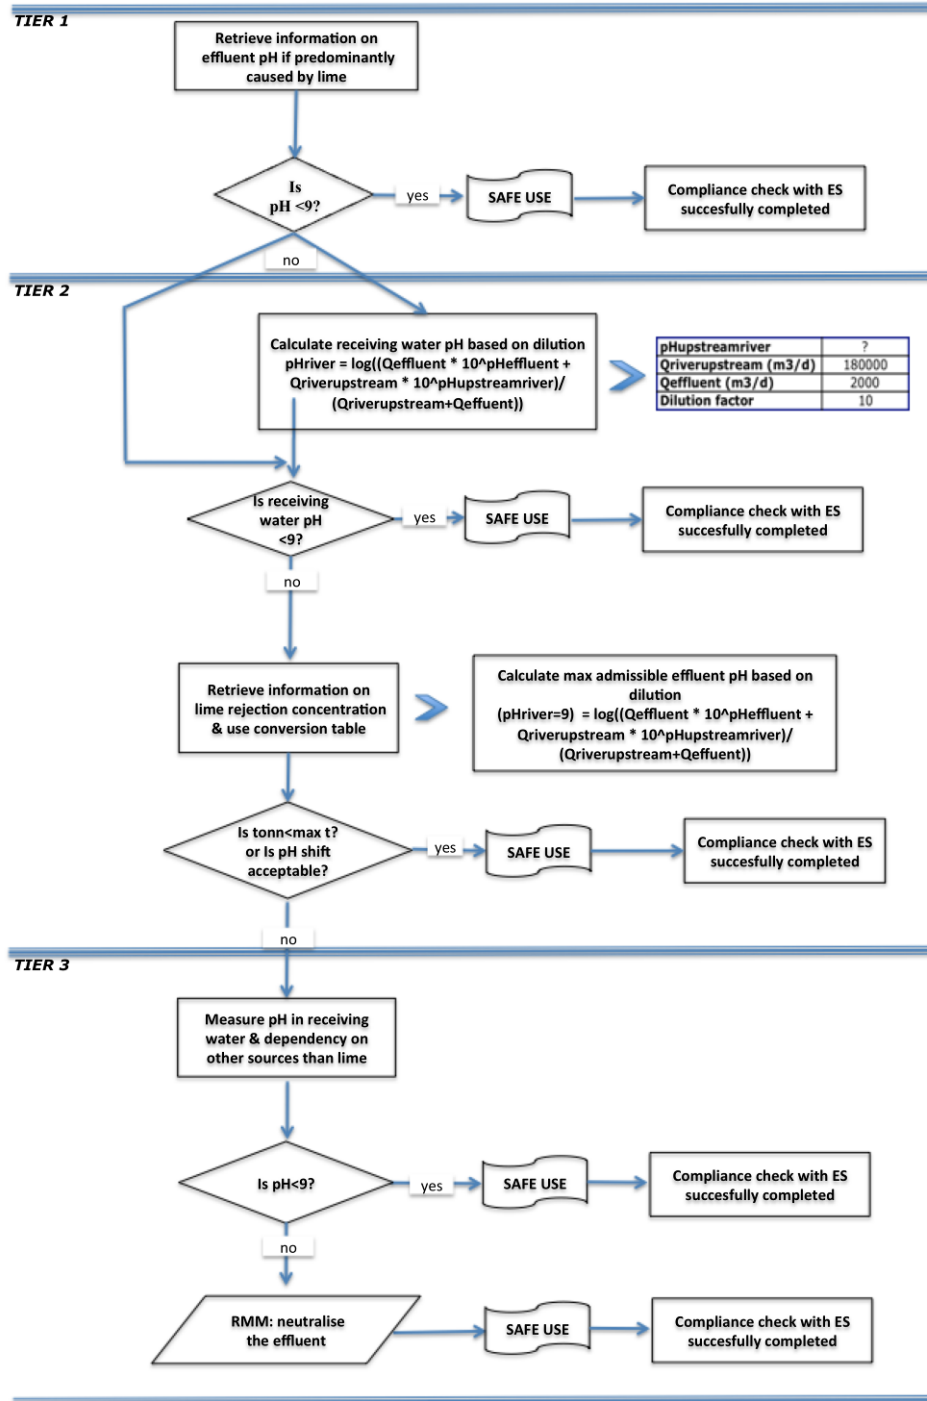 TIER 1
Retrieve information on
effluent pH if predominantly
caused by lime
Is
pH <9?
yes
SAFE USE
Compliance check with ES
succesfully completed
no
TIER 2
Calculate receiving water pH based on dilution
pHriver = log((Qeffluent * 10^pHeffluent +
Qriverupstream * 10^pHupstreamriver)/
(Qriverupstream+Qeffuent))
pHupstreamriver ?
Qriverupstream (m3/d) 180000
Qeffluent (m3/d) 2000
Dilution factor 10
Is receiving
water pH
<9?
yes
SAFE USE
Compliance check with ES
succesfully completed
no
Retrieve information on
lime rejection concentration
& use conversion table
Calculate max admissible effluent pH based on
dilution
(pHriver=9) = log((Qeffluent * 10^pHeffluent +
Qriverupstream * 10^pHupstreamriver)/
(Qriverupstream+Qeffuent))
Is tonn<max t?
or Is pH shift
acceptable?
yes
SAFE USE
Compliance check with ES
succesfully completed
no
TIER 3
Measure pH in receiving
water & dependency on
other sources than lime
Is pH<9?
yes
SAFE USE
Compliance check with ES
succesfully completed
no
RMM: neutralise
the effluent
SAFE USE
Compliance check with ES
succesfully completed